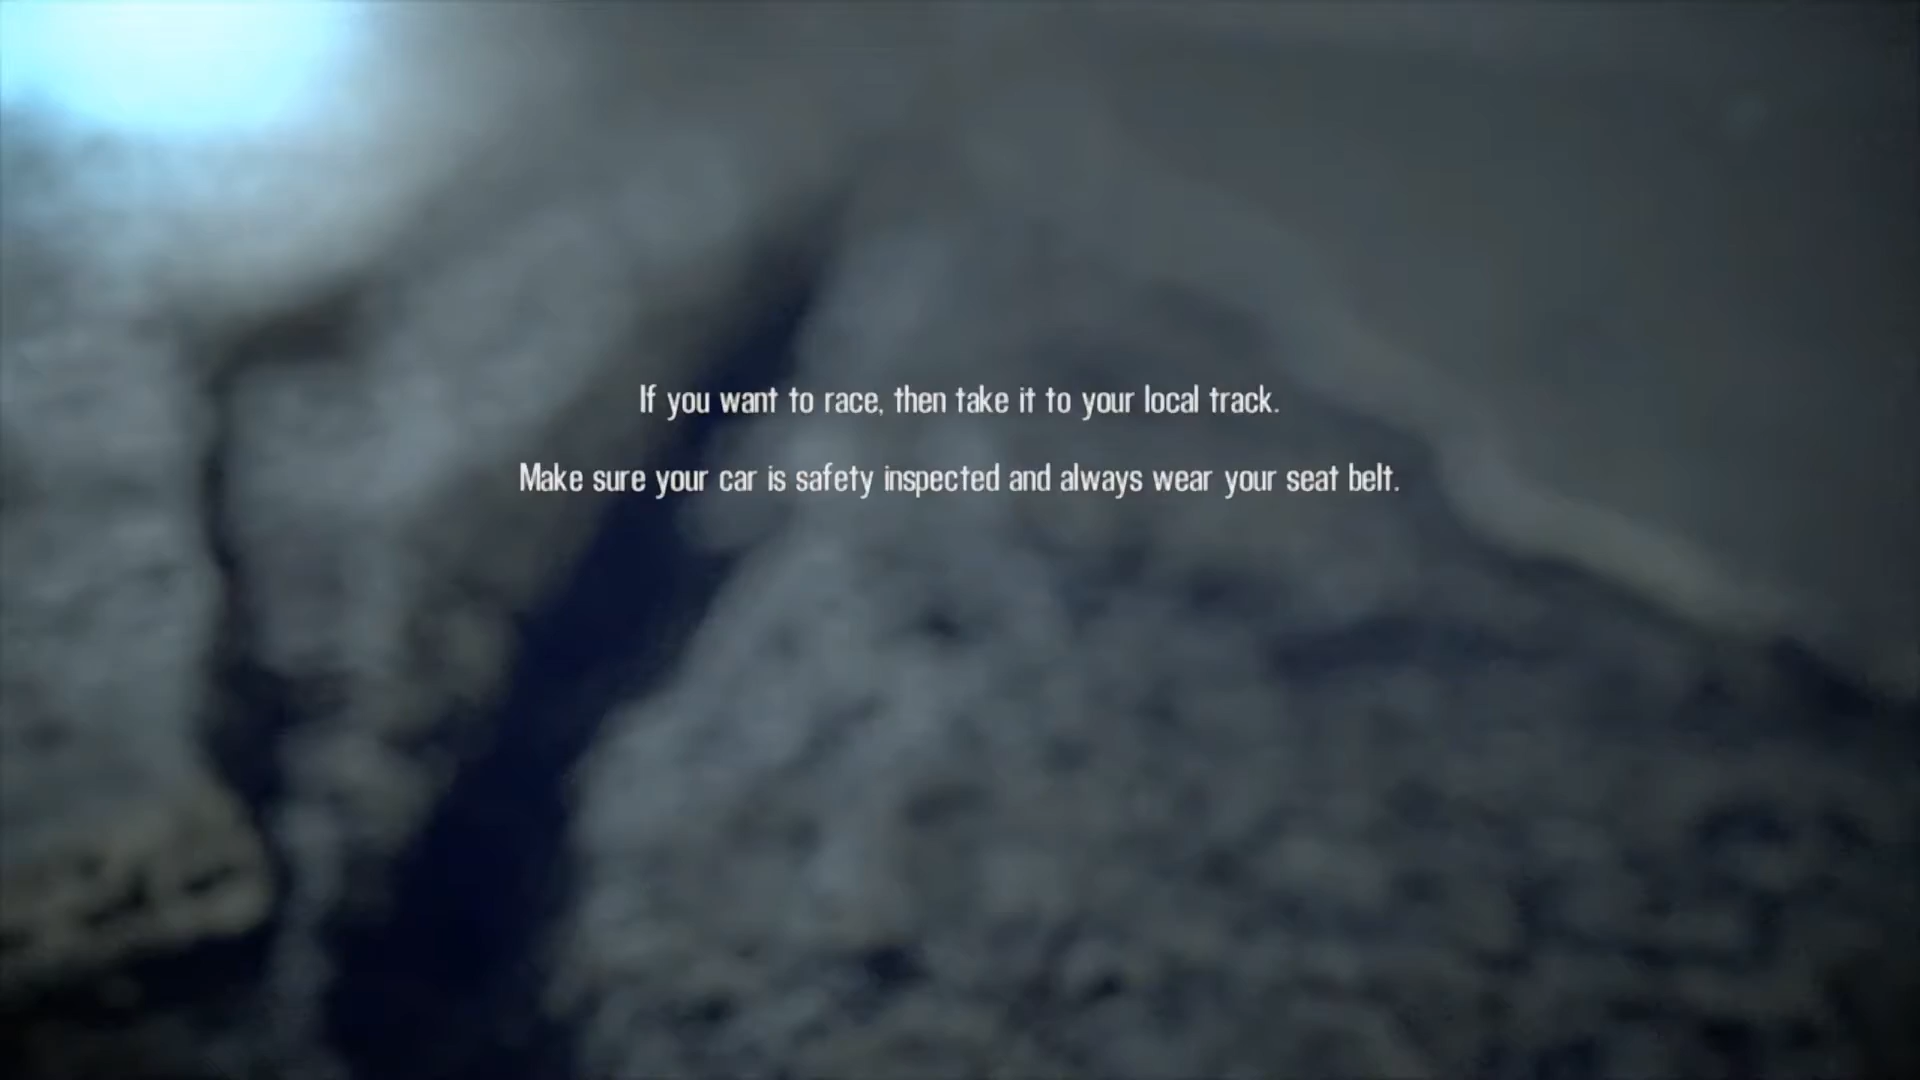 If you want to race, then take it to your local track.
Make sure your car is safety inspected and always wear your seat belt.